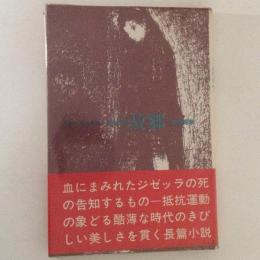 血にまみれたジゼッラの死
の告知するもの一抵抗運動
の象どる酷薄な時代のきび
しい美しさを貫く長篇小説